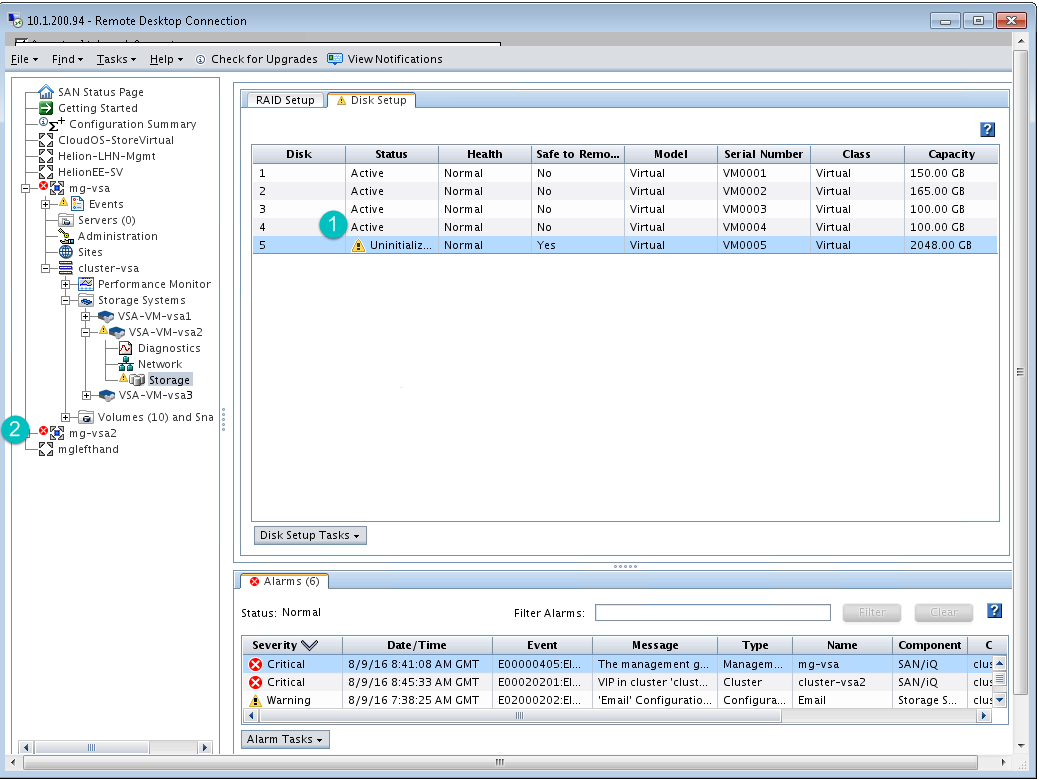 10.1.200.94 - Remote Desktop Connection
File Find Tasks Help Check for Upgrades View Notifications
SAN Status Page
Getting Started
Configuration Summary
CloudOS-StoreVirtual
Helion-LHN-Mgmt
HelionEE-SV
mg-vsa
Events
Servers (0)
Administration
Sites
cluster-vsa
Performance Monitor
Storage Systems
VSA-VM-vsa1
VSA-VM-vsa2
Diagnostics
Network
Storage
VSA-VM-vsa3
Volumes (10) and Sna
2
mg-vsa2
mglefthand
RAID Setup Disk Setup
Disk Status Health Safe to Remo... Model Serial Number Class Capacity
1 Active Normal No Virtual VM0001 Virtual 150.00 GB
2 Active Normal No Virtual VM0002 Virtual 165.00 GB
3 Active Normal No Virtual VM0003 Virtual 100.00 GB
1
4 Active Normal No Virtual VM0004 Virtual 100.00 GB
5 Uninitializ... Normal Yes Virtual VM0005 Virtual 2048.00 GB
Disk Setup Tasks
Alarms (6)
Status: Normal Filter Alarms: Filter Clear
Severity Date/Time Event Message Type Name Component C
Critical 8/9/16 8:41:08 AM GMT E00000405:EI... The management g... Managem... mg-vsa SAN/iQ clus
Critical 8/9/16 8:45:33 AM GMT E00020201:EI... VIP in cluster 'clust... Cluster cluster-vsa2 SAN/iQ clus
Warning 8/9/16 7:38:25 AM GMT E02000202:EI... 'Email' Configuratio... Configura... Email Storage S... clus
Alarm Tasks